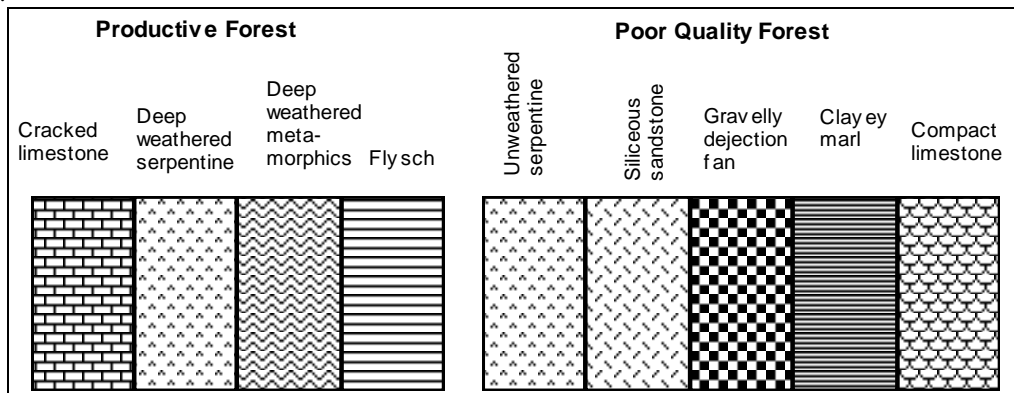 Productive Forest
Cracked
limestone
Deep
weathered
serpentine
Deep
weathered
meta-
morphics
Flysch
Poor Quality Forest
Unweathered
serpentine
Siliceous
sandstone
Gravelly
dejection
fan
Clayey
marl
Compact
limestone